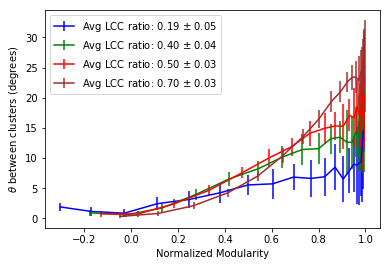 Avg LCC ratio: 0.19 ± 0.05
Avg LCC ratio: 0.40 ± 0.04
Avg LCC ratio: 0.50 ± 0.03
Avg LCC ratio: 0.70 ± 0.03
θ between clusters (degrees)
30
25
20
15
10
5
0
−0.2 0.0 0.2 0.4 0.6 0.8 1.0
Normalized Modularity